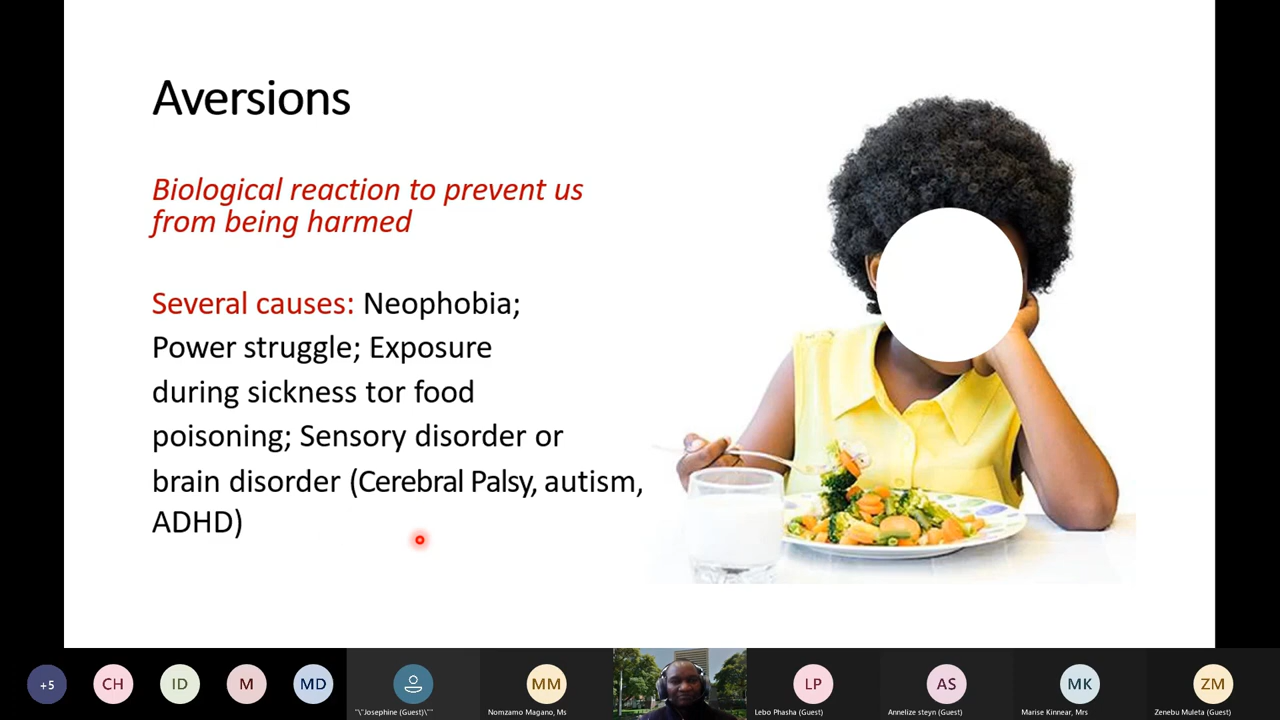 Aversions
Biological reaction to prevent us
from being harmed
Several causes: Neophobia;
Power struggle; Exposure
during sickness tor food
poisoning; Sensory disorder or
brain disorder (Cerebral Palsy, autism,
ADHD)
+5
CH
ID
M
MD
"\"Josephine (Guest)\""
MM
Nomzamo Magano, Ms
LP
Lebo Phasha (Guest)
AS
Annelize steyn (Guest)
MK
Marise Kinnear, Mrs
ZM
Zenebu Muleta (Guest)